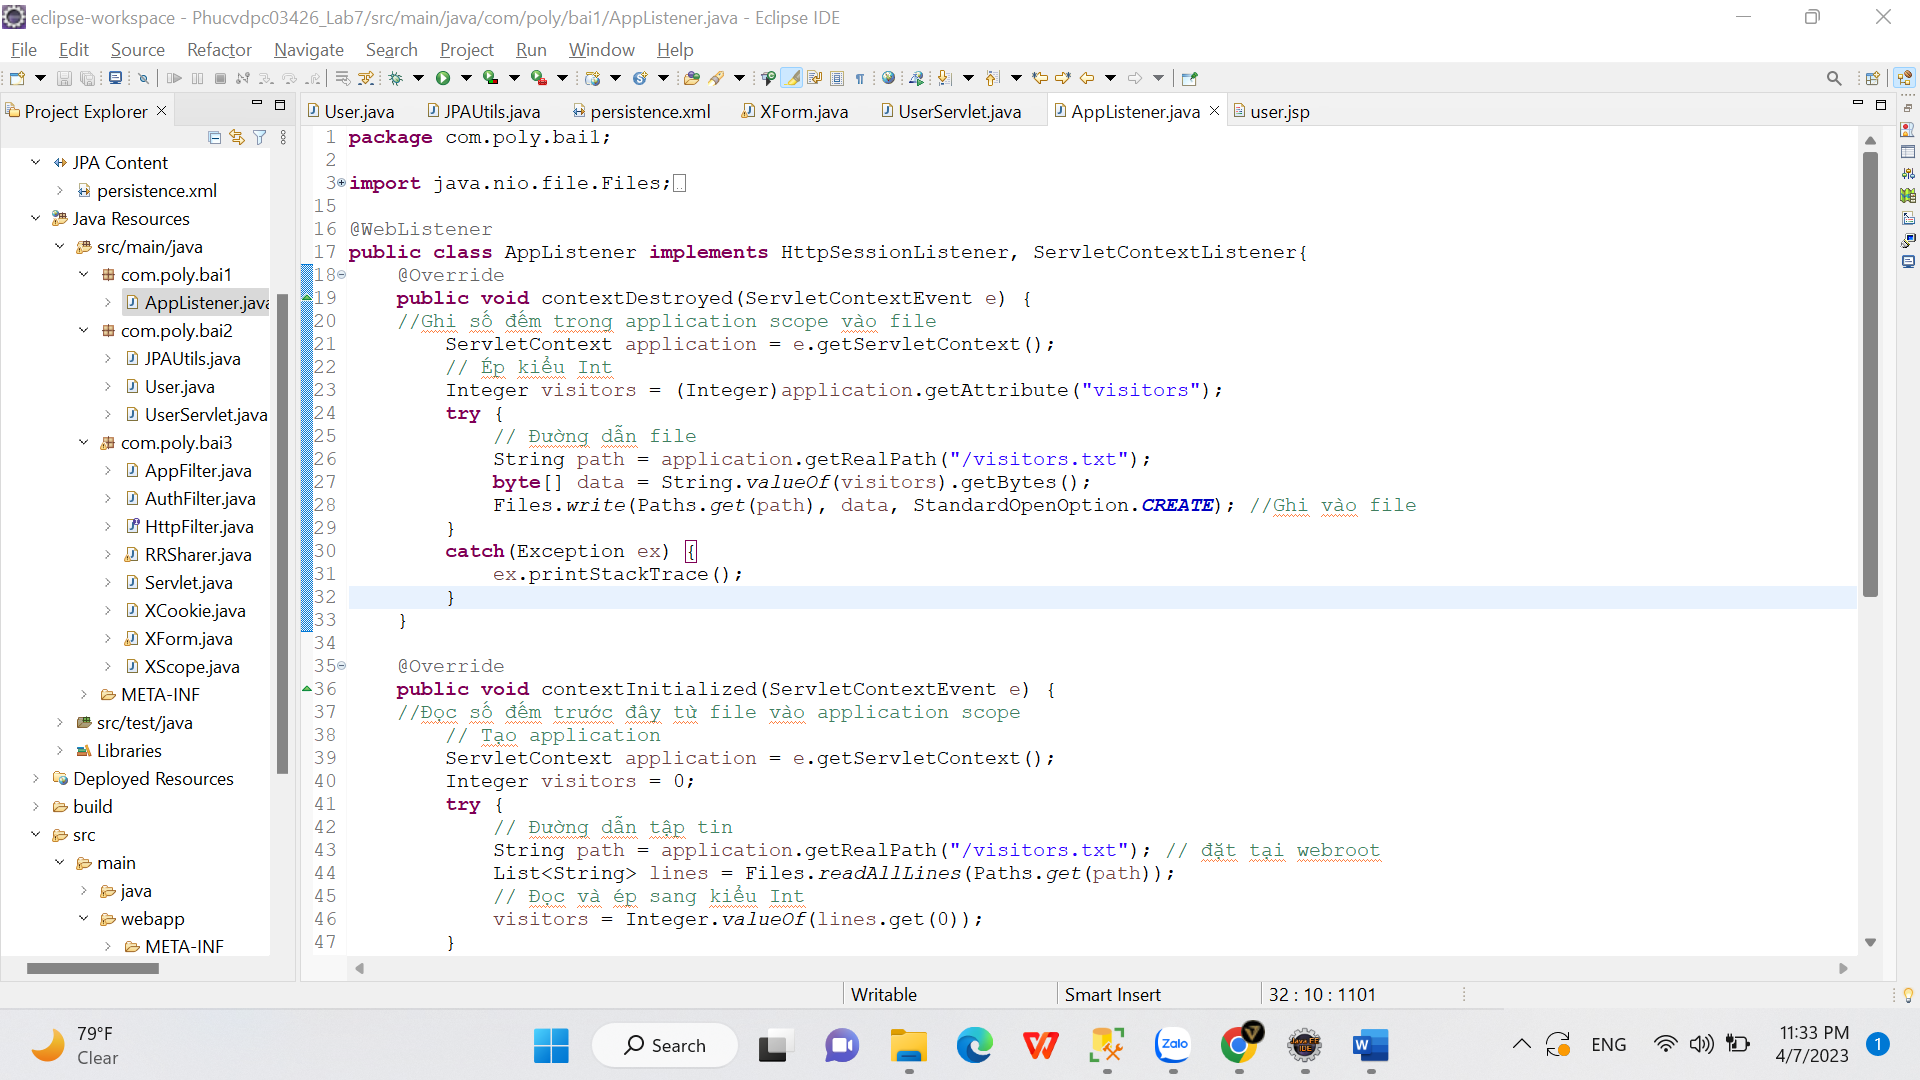 eclipse-workspace - Phucvdpc03426_Lab7/src/main/java/com/poly/bai1/AppListener.java - Eclipse IDE
File Edit Source Refactor Navigate Search Project Run Window Help
Project Explorer
JPA Content
persistence.xml
Java Resources
src/main/java
com.poly.bai1
AppListener.java
com.poly.bai2
JPAUtils.java
User.java
UserServlet.java
com.poly.bai3
AppFilter.java
AuthFilter.java
HttpFilter.java
RRSharer.java
Servlet.java
XCookie.java
XForm.java
XScope.java
META-INF
src/test/java
Libraries
Deployed Resources
build
src
main
java
webapp
META-INF
User.java JPAUtils.java persistence.xml XForm.java UserServlet.java AppListener.java user.jsp
1 package com.poly.bai1;
2
3 import java.nio.file.Files;
15
16 @WebListener
17 public class AppListener implements HttpSessionListener, ServletContextListener{
18 @Override
19 public void contextDestroyed(ServletContextEvent e) {
20 //Ghi số đếm trong application scope vào file
21 ServletContext application = e.getServletContext();
22 // Ép kiểu Int
23 Integer visitors = (Integer)application.getAttribute("visitors");
24 try {
25 // Đường dẫn file
26 String path = application.getRealPath("/visitors.txt");
27 byte[] data = String.valueOf(visitors).getBytes();
28 Files.write(Paths.get(path), data, StandardOpenOption.CREATE); //Ghi vào file
29 }
30 catch(Exception ex) {
31 ex.printStackTrace();
32 }
33 }
34
35 @Override
36 public void contextInitialized(ServletContextEvent e) {
37 //Đọc số đếm trước đây từ file vào application scope
38 // Tạo application
39 ServletContext application = e.getServletContext();
40 Integer visitors = 0;
41 try {
42 // Đường dẫn tập tin
43 String path = application.getRealPath("/visitors.txt"); // đặt tại webroot
44 List<String> lines = Files.readAllLines(Paths.get(path));
45 // Đọc và ép sang kiểu Int
46 visitors = Integer.valueOf(lines.get(0));
47 }
Writable Smart Insert 32 : 10 : 1101
79°F
Clear
Search
Zalo
ENG
11:33 PM
4/7/2023
1